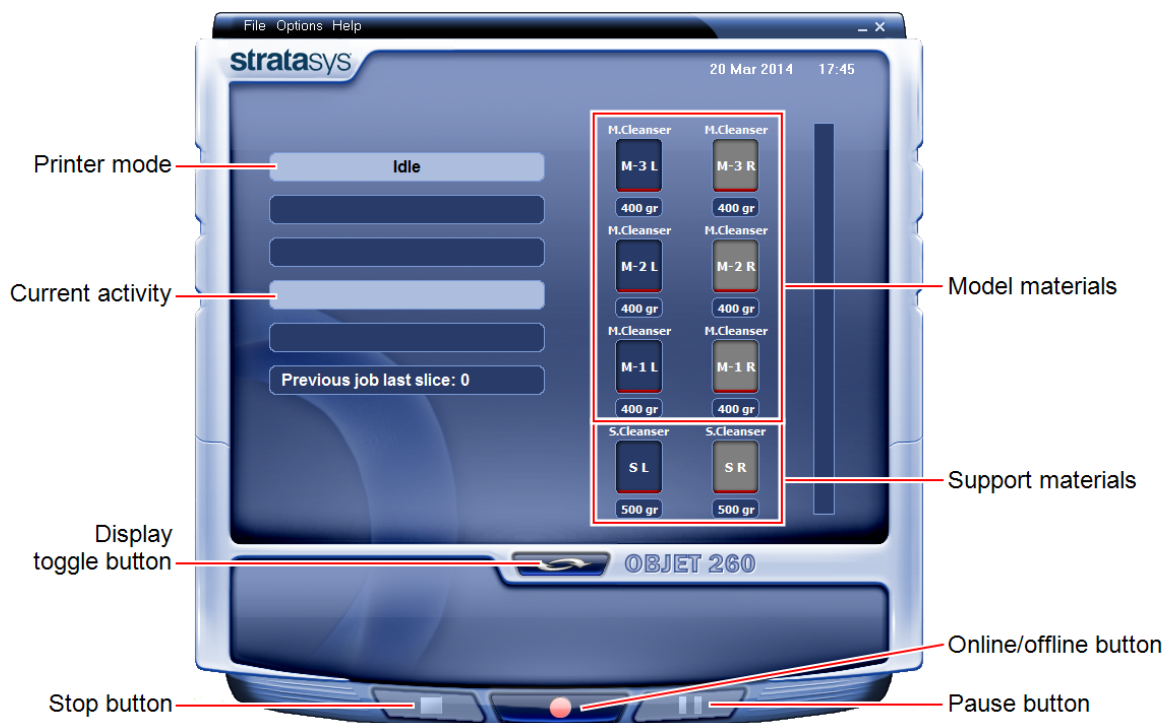 File Options Help
stratasys
20 Mar 2014 17:45
Printer mode
Idle
Current activity
Previous job last slice: 0
M.Cleanser M.Cleanser
M-3 L M-3 R
400 gr 400 gr
M.Cleanser M.Cleanser
M-2 L M-2 R
400 gr 400 gr
M.Cleanser M.Cleanser
M-1 L M-1 R
400 gr 400 gr
Model materials
S.Cleanser S.Cleanser
S L S R
500 gr 500 gr
Support materials
Display
toggle button
OBJET 260
Online/offline button
Stop button
Pause button